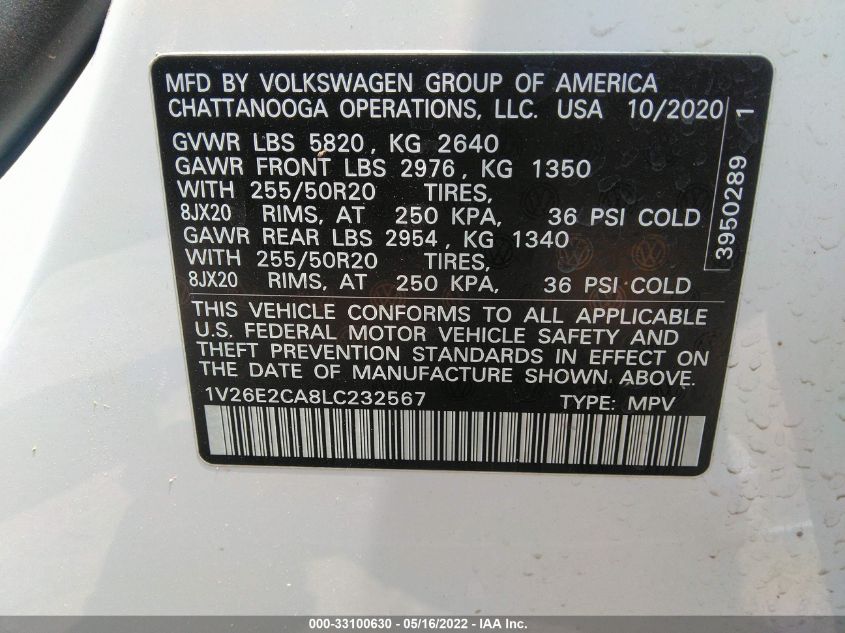 MFD BY VOLKSWAGEN GROUP OF AMERICA
CHATTANOOGA OPERATIONS, LLC. USA 10/2020
GVWR LBS 5820, KG 2640
GAWR FRONT LBS 2976, KG 1350
WITH 255/50R20 TIRES,
8JX20 RIMS, AT 250 KPA, 36 PSI COLD
GAWR REAR LBS 2954, KG 1340
WITH 255/50R20 TIRES,
8JX20 RIMS, AT 250 KPA, 36 PSI COLD
THIS VEHICLE CONFORMS TO ALL APPLICABLE
U.S. FEDERAL MOTOR VEHICLE SAFETY AND
THEFT PREVENTION STANDARDS IN EFFECT ON
THE DATE OF MANUFACTURE SHOWN ABOVE.
1V26E2CA8LC232567 TYPE: MPV
3950289 1
000-33100630 - 05/16/2022 - IAA Inc.